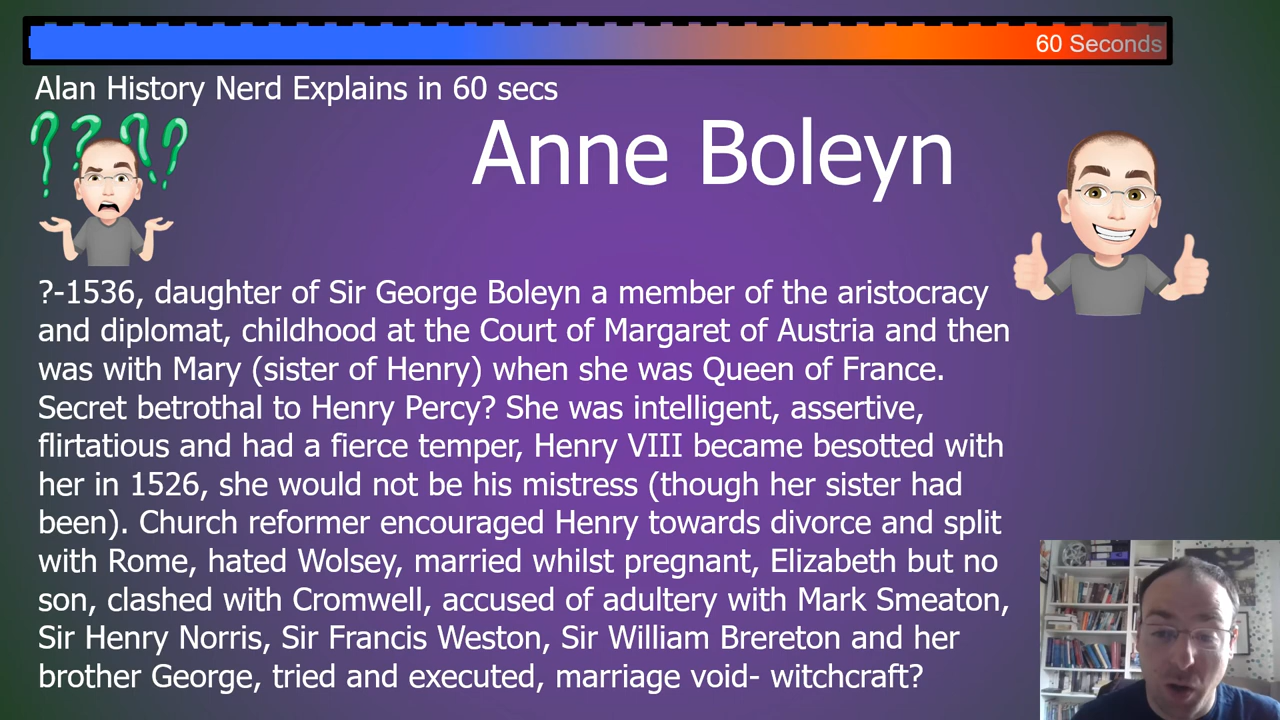 60 Seconds
Alan History Nerd Explains in 60 secs
Anne Boleyn
?-1536, daughter of Sir George Boleyn a member of the aristocracy
and diplomat, childhood at the Court of Margaret of Austria and then
was with Mary (sister of Henry) when she was Queen of France.
Secret betrothal to Henry Percy? She was intelligent, assertive,
flirtatious and had a fierce temper, Henry VIII became besotted with
her in 1526, she would not be his mistress (though her sister had
been). Church reformer encouraged Henry towards divorce and split
with Rome, hated Wolsey, married whilst pregnant, Elizabeth but no
son, clashed with Cromwell, accused of adultery with Mark Smeaton,
Sir Henry Norris, Sir Francis Weston, Sir William Brereton and her
brother George, tried and executed, marriage void- witchcraft?